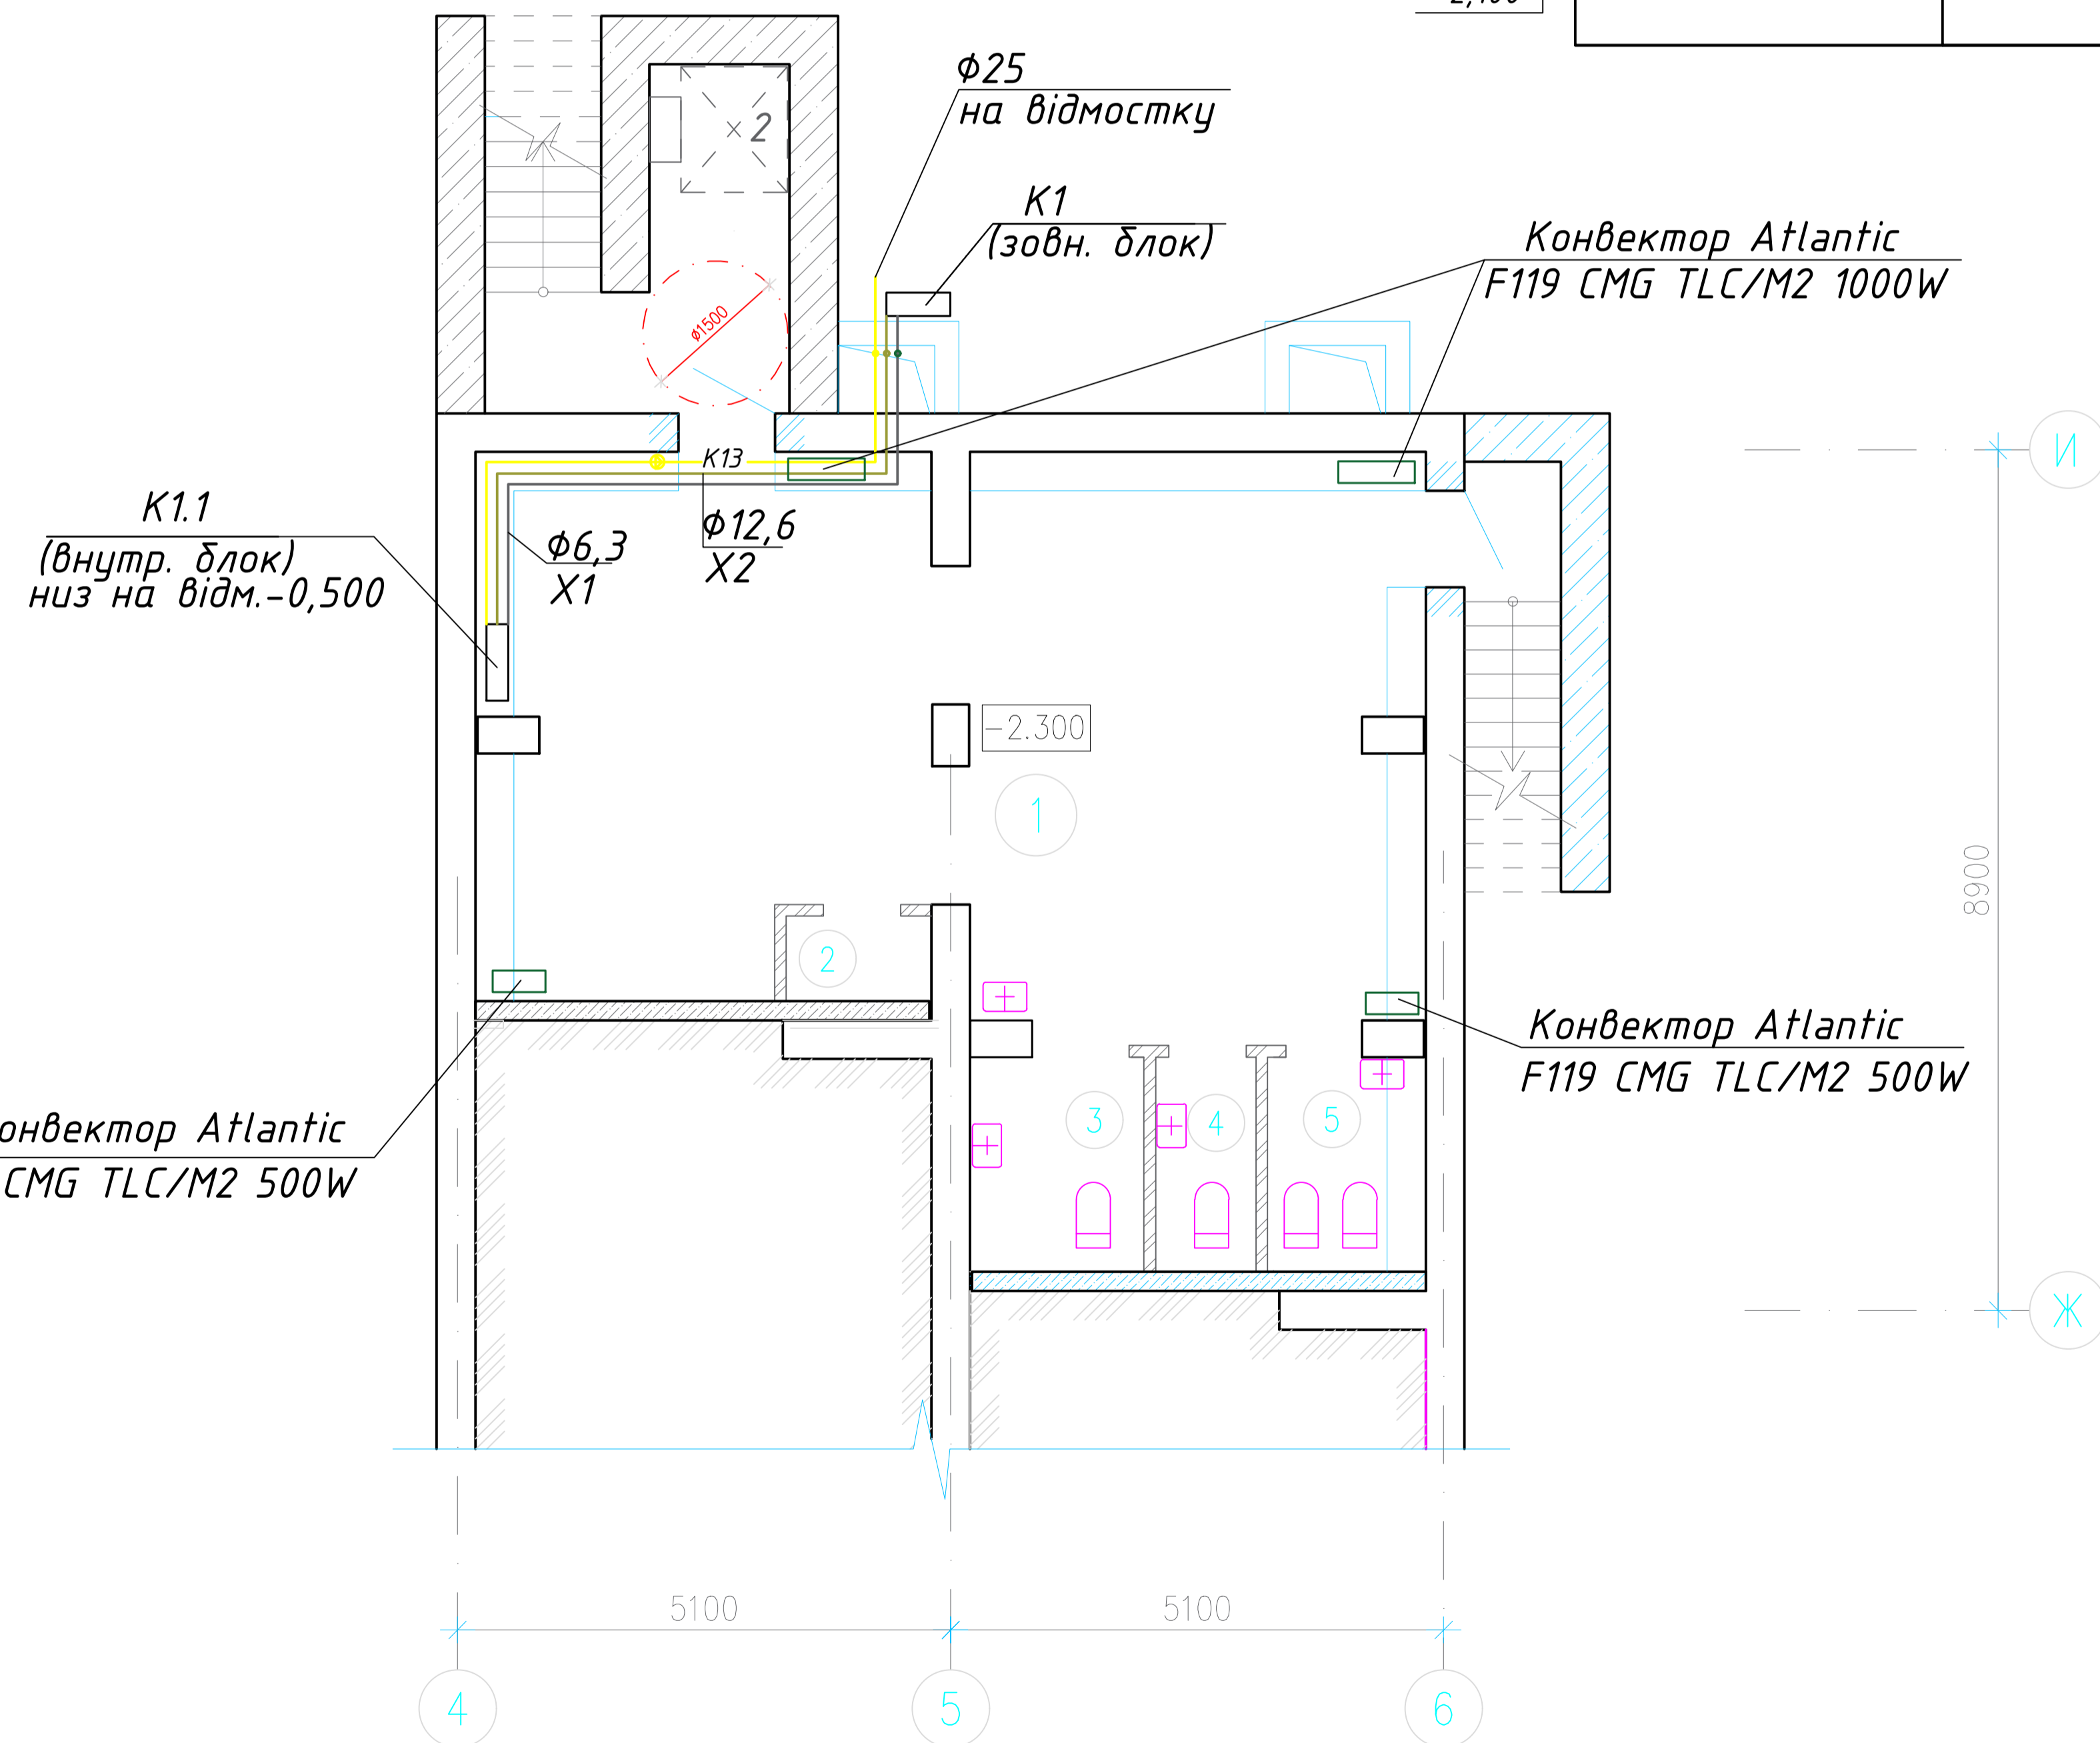 Ф25
на відмостку
2
К1
(зовн. блок)
Конвектор Atlantic
F119 CMG TLC/M2 1000W
ø1500
И
К13
К1.1
(внутр. блок)
низ на відм.-0,500
Ф6,3
Х1
Ф12,6
Х2
-2.300
1
8900
2
Конвектор Atlantic
F119 CMG TLC/M2 500W
3
4
5
онвектор Atlantic
CMG TLC/M2 500W
Ж
5100
5100
4
5
6